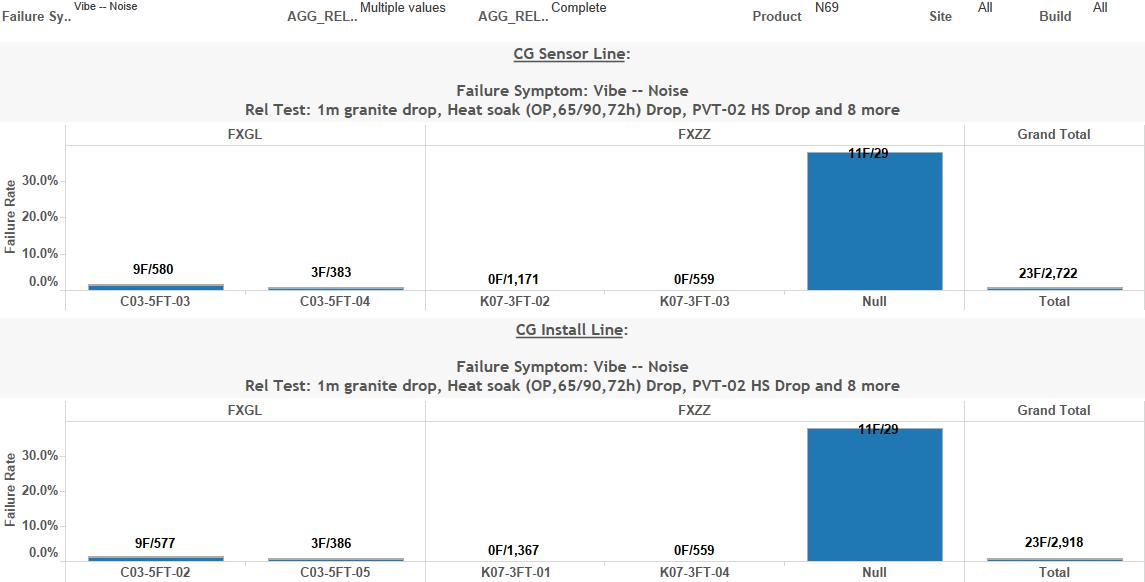 Failure Sy.. Vibe -- Noise AGG_REL.. Multiple values AGG_REL.. Complete Product N69 Site All Build All
CG Sensor Line:
Failure Symptom: Vibe -- Noise
Rel Test: 1m granite drop, Heat soak (OP,65/90,72h) Drop, PVT-02 HS Drop and 8 more
FXGL FXZZ Grand Total
Failure Rate
30.0%
20.0%
10.0%
0.0%
9F/580 3F/383 0F/1,171 0F/559 11F/29 23F/2,722
C03-5FT-03 C03-5FT-04 K07-3FT-02 K07-3FT-03 Null Total
CG Install Line:
Failure Symptom: Vibe -- Noise
Rel Test: 1m granite drop, Heat soak (OP,65/90,72h) Drop, PVT-02 HS Drop and 8 more
FXGL FXZZ Grand Total
Failure Rate
30.0%
20.0%
10.0%
0.0%
9F/577 3F/386 0F/1,367 0F/559 11F/29 23F/2,918
C03-5FT-02 C03-5FT-05 K07-3FT-01 K07-3FT-04 Null Total